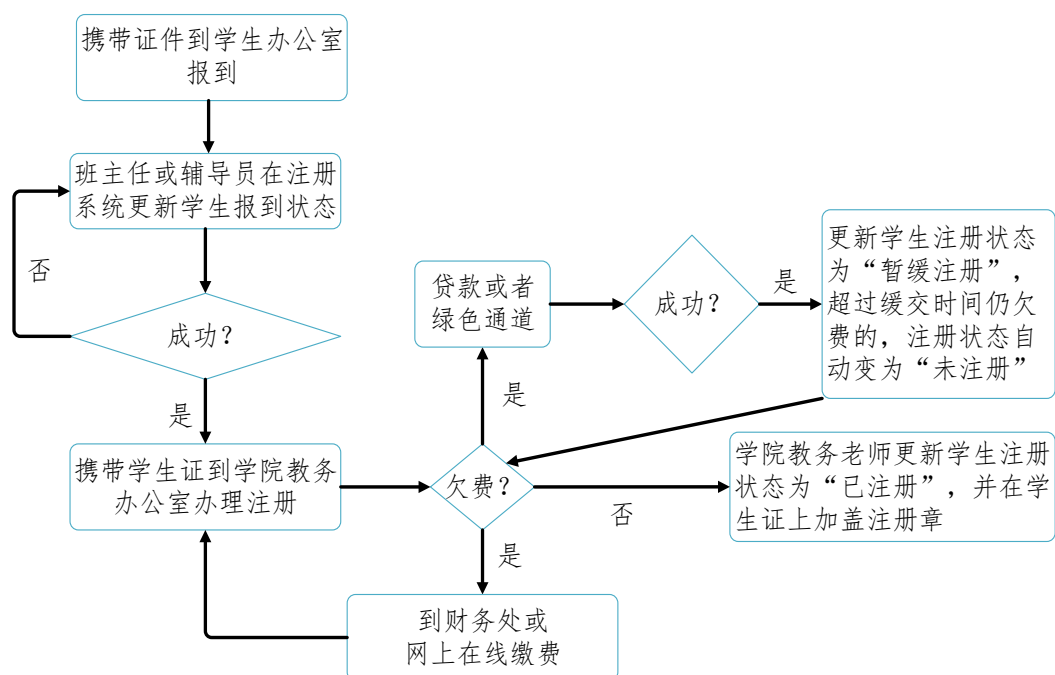 携带证件到学生办公室
报到
班主任或辅导员在注册
系统更新学生报到状态
否
成功？
是
携带学生证到学院教务
办公室办理注册
欠费？
是
贷款或者
绿色通道
成功？
是
更新学生注册状态
为“暂缓注册”，
超过缓交时间仍欠
费的，注册状态自
动变为“未注册”
否
学院教务老师更新学生注册
状态为“已注册”，并在学
生证上加盖注册章
是
到财务处或
网上在线缴费